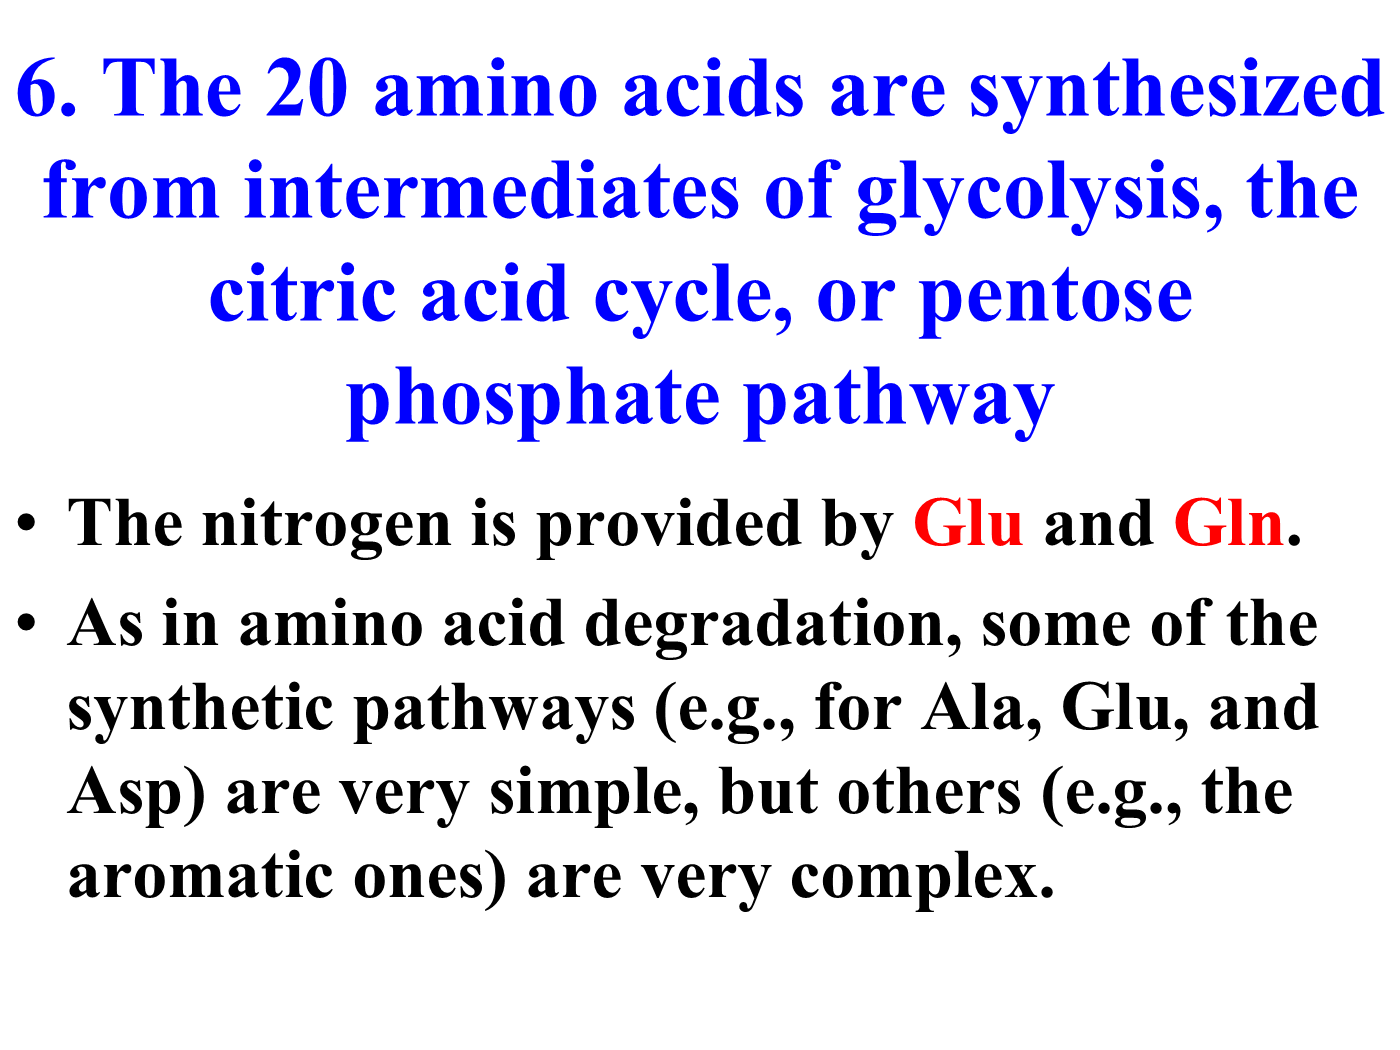 6. The 20 amino acids are synthesized
from intermediates of glycolysis, the
citric acid cycle, or pentose
phosphate pathway
• The nitrogen is provided by Glu and Gln.
• As in amino acid degradation, some of the
synthetic pathways (e.g., for Ala, Glu, and
Asp) are very simple, but others (e.g., the
aromatic ones) are very complex.